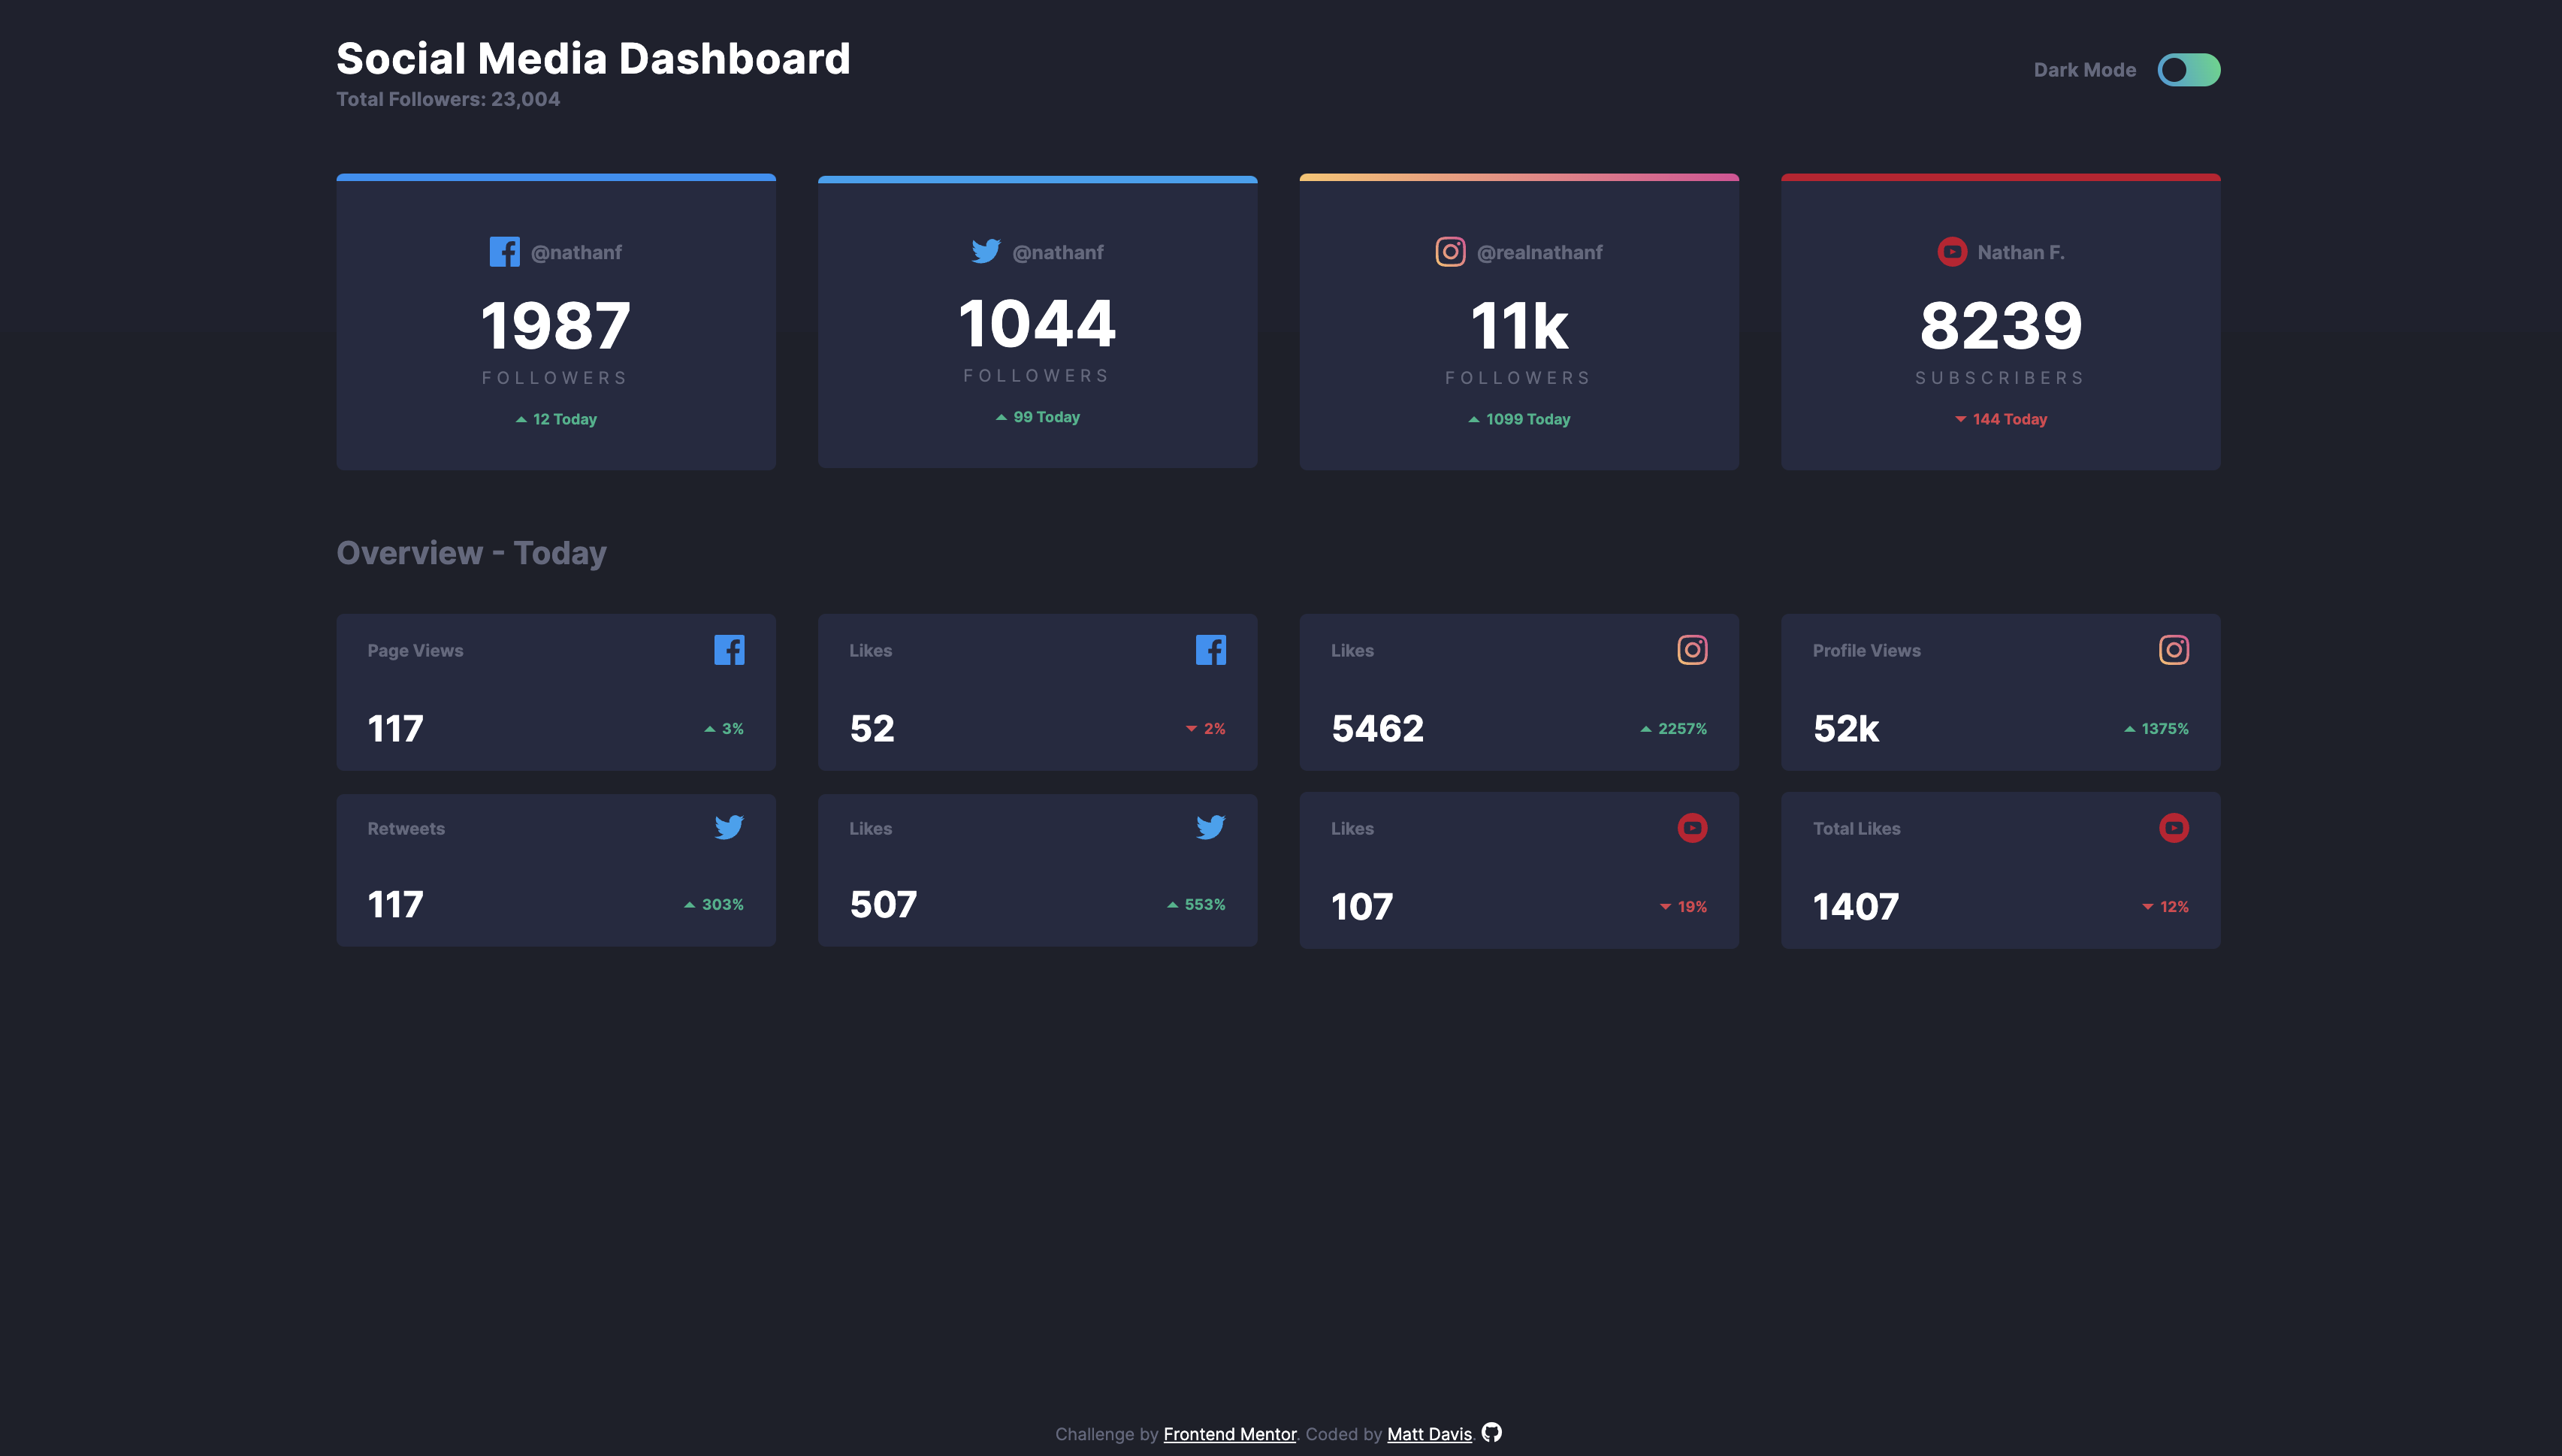 Social Media Dashboard
Total Followers: 23,004
Dark Mode
@nathanf
1987
FOLLOWERS
12 Today
@nathanf
1044
FOLLOWERS
99 Today
@realnathanf
11k
FOLLOWERS
1099 Today
Nathan F.
8239
SUBSCRIBERS
144 Today
Overview - Today
Page Views
117
3%
Likes
52
2%
Likes
5462
2257%
Profile Views
52k
1375%
Retweets
117
303%
Likes
507
553%
Likes
107
19%
Total Likes
1407
12%
Challenge by Frontend Mentor. Coded by Matt Davis.